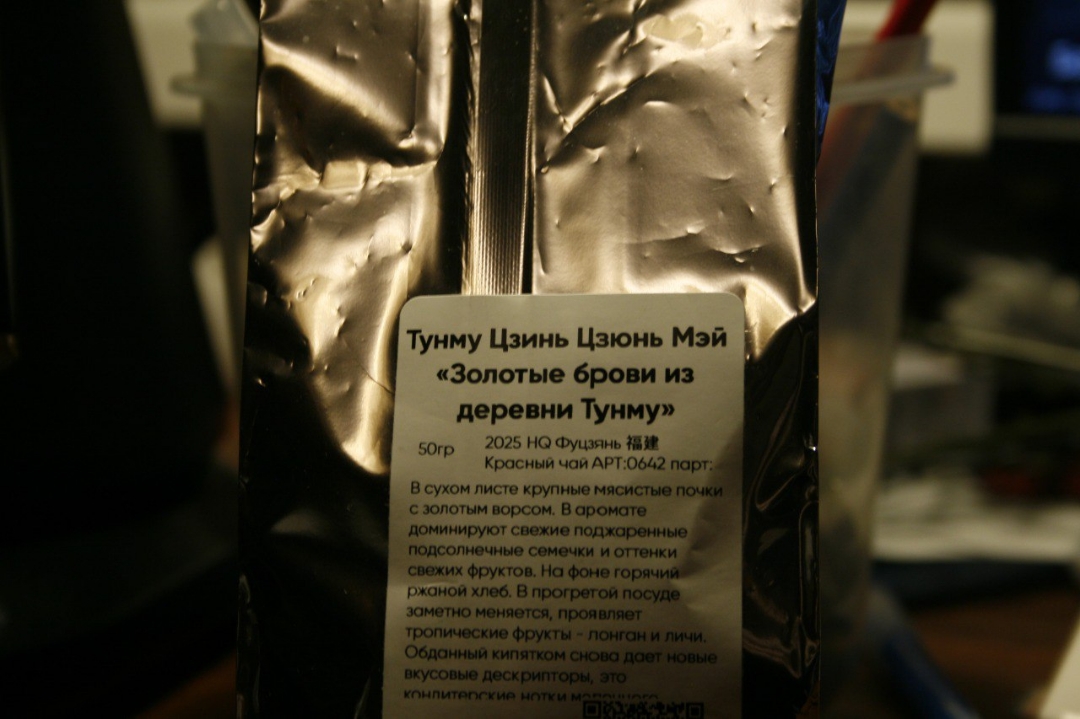 Тунму Цзинь Цзюнь Мэй
«Золотые брови из
деревни Тунму»
50гр
2025 HQ Фуцзянь 福建
Красный чай АРТ:0642 парт:
В сухом листе крупные мясистые почки
с золотым ворсом. В аромате
доминируют свежие поджаренные
подсолнечные семечки и оттенки
свежих фруктов. На фоне горячий
ржаной хлеб. В прогретой посуде
заметно меняется, проявляет
тропические фрукты - лонган и личи.
Обданный кипятком снова дает новые
вкусовые дескрипторы, это
кондитерские нотки